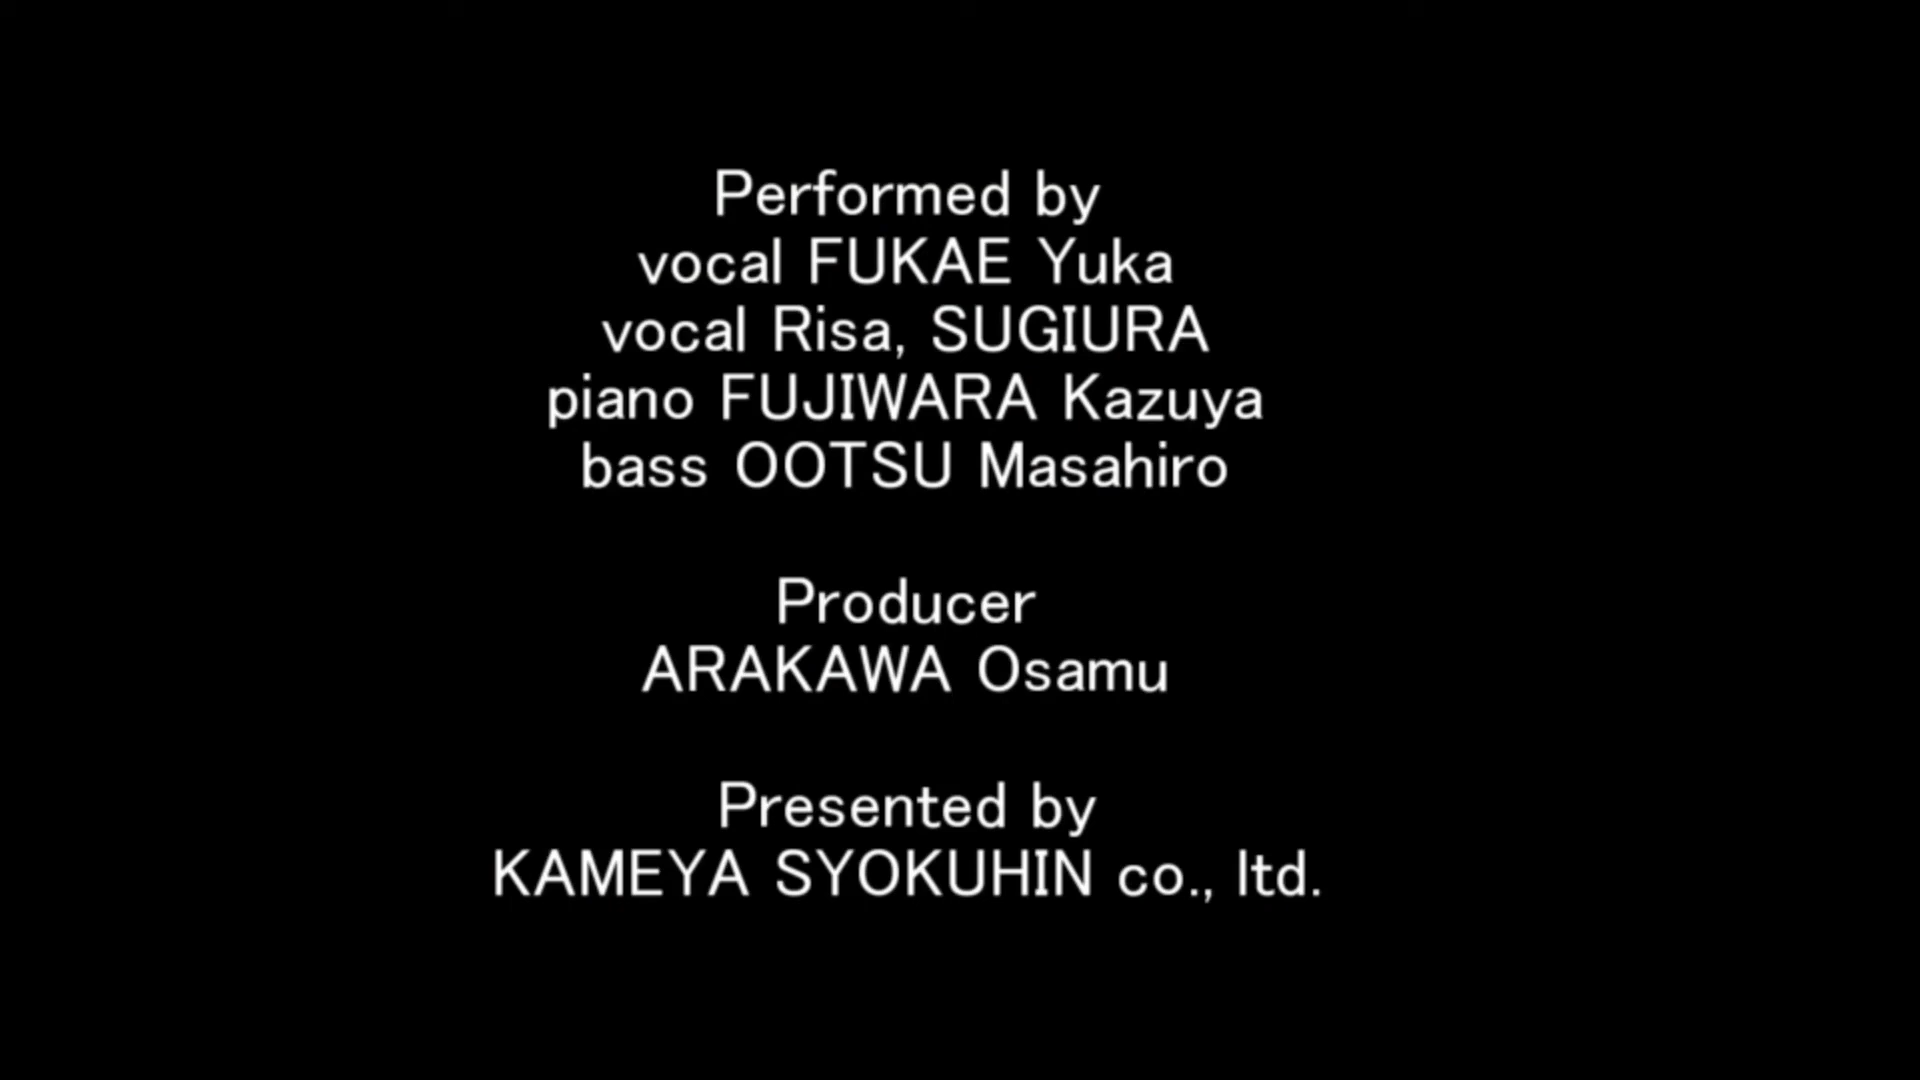 Performed by
vocal FUKAE Yuka
vocal Risa, SUGIURA
piano FUJIWARA Kazuya
bass OOTSU Masahiro
Producer
ARAKAWA Osamu
Presented by
KAMEYA SYOKUHIN co., ltd.